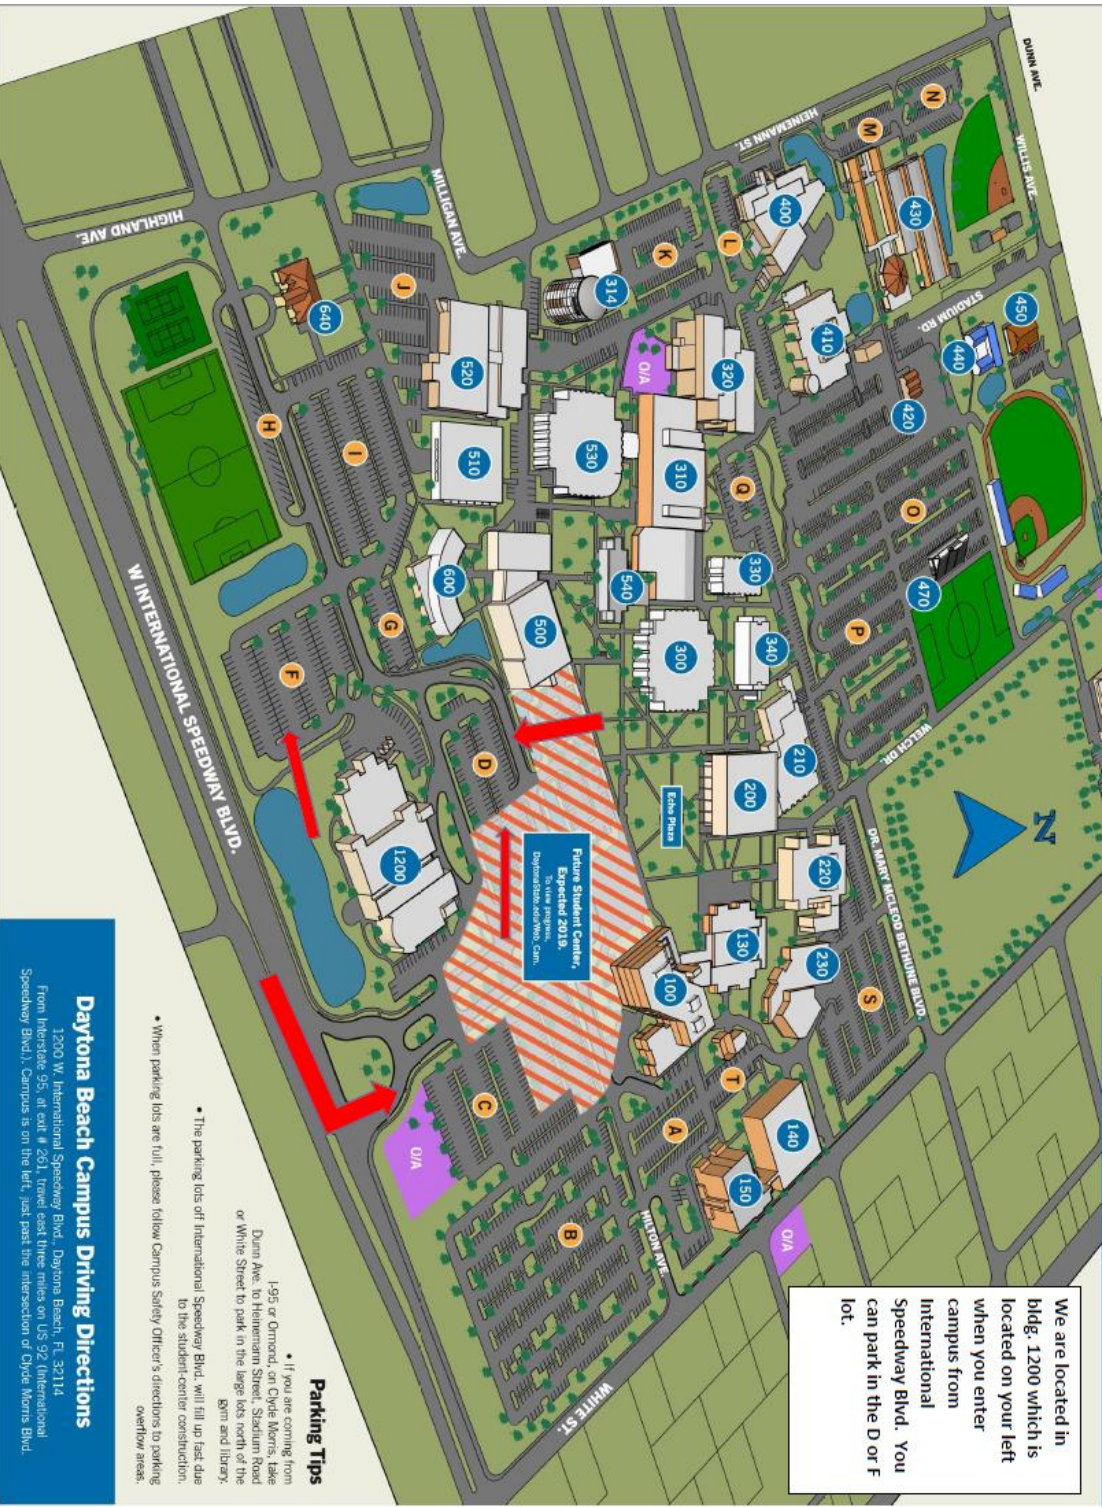 DUNN AVE.
WILLIS AVE.
N
M
HEINEMANN ST.
430
400
L
K
314
MILLIGAN AVE.
HIGHLAND AVE.
J
640
STADIUM RD.
450
440
410
420
320
O/A
520
530
510
310
Q
O
470
H
I
330
P
540
600
500
300
340
G
F
W INTERNATIONAL SPEEDWAY BLVD.
WELCH DR.
210
200
D
Echo Plaza
N
DR. MARY MCLEOD BETHUNE BLVD.
220
1200
Future Student Center,
Expected 2019.
To view progress,
DaytonaState.edu/Web_Cam.
130
230
100
S
T
C
A
140
150
O/A
B
HILTON AVE.
O/A
WHITE ST.
We are located in
bldg. 1200 which is
located on your left
when you enter
campus from
International
Speedway Blvd. You
can park in the D or F
lot.
Parking Tips
• If you are coming from
I-95 or Ormond, on Clyde Morris, take
Dunn Ave. to Heinemann Street, Stadium Road
or White Street to park in the large lots north of the
gym and library.
• The parking lots off International Speedway Blvd. will fill up fast due
to the student-center construction.
• When parking lots are full, please follow Campus Safety Officer's directions to parking
overflow areas.
Daytona Beach Campus Driving Directions
1200 W. International Speedway Blvd., Daytona Beach, FL 32114
From Interstate 95, at exit # 261, travel east three miles on US 92 (International
Speedway Blvd.). Campus is on the left, just past the intersection of Clyde Morris Blvd.